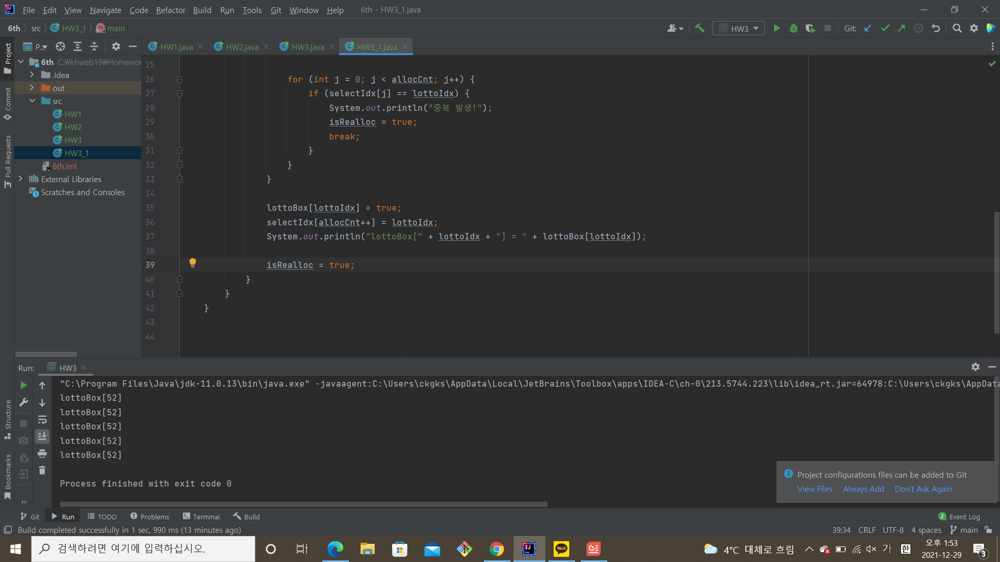 File Edit View Navigate Code Refactor Build Run Tools Git Window Help 6th - HW3_1.java
6th src HW3_1 main
HW3 Git:
Project
Commit
Pull Requests
Structure
Bookmarks
P..
HW1.java HW2.java HW3.java HW3_1.java
6th C:₩khweb19₩Homewor
.idea
out
src
HW1
HW2
HW3
HW3_1
6th.iml
External Libraries
Scratches and Consoles
25
26 for (int j = 0; j < allocCnt; j++) {
27 if (selectIdx[j] == lottoIdx) {
28 System.out.println("중복 발생!");
29 isRealloc = true;
30 break;
31 }
32 }
33 }
34
35 lottoBox[lottoIdx] = true;
36 selectIdx[allocCnt++] = lottoIdx;
37 System.out.println("lottoBox[" + lottoIdx + "] = " + lottoBox[lottoIdx]);
38
39 isRealloc = true;
40 }
41 }
42 }
43
44
Run: HW3
"C:\Program Files\Java\jdk-11.0.13\bin\java.exe" -javaagent:C:\Users\ckgks\AppData\Local\JetBrains\Toolbox\apps\IDEA-C\ch-0\213.5744.223\lib\idea_rt.jar=64978:C:\Users\ckgks\AppData
lottoBox[52]
lottoBox[52]
lottoBox[52]
lottoBox[52]
lottoBox[52]
Process finished with exit code 0
Project configurations files can be added to Git
View Files Always Add Don't Ask Again
Git Run TODO Problems Terminal Build
2 Event Log
Build completed successfully in 1 sec, 990 ms (13 minutes ago)
39:34 CRLF UTF-8 4 spaces main
검색하려면 여기에 입력하십시오.
TALK
4°C 대체로 흐림
가 한
오후 1:53
2021-12-29
3